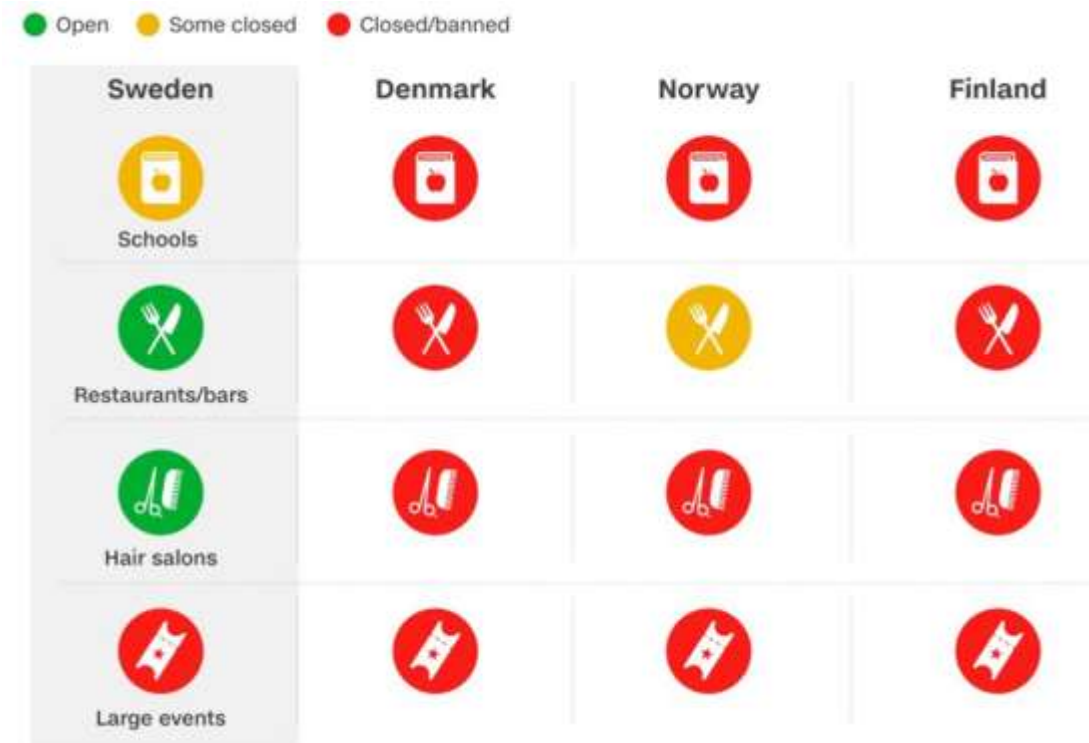 Open Some closed Closed/banned
Sweden Denmark Norway Finland
Schools
Restaurants/bars
Hair salons
Large events